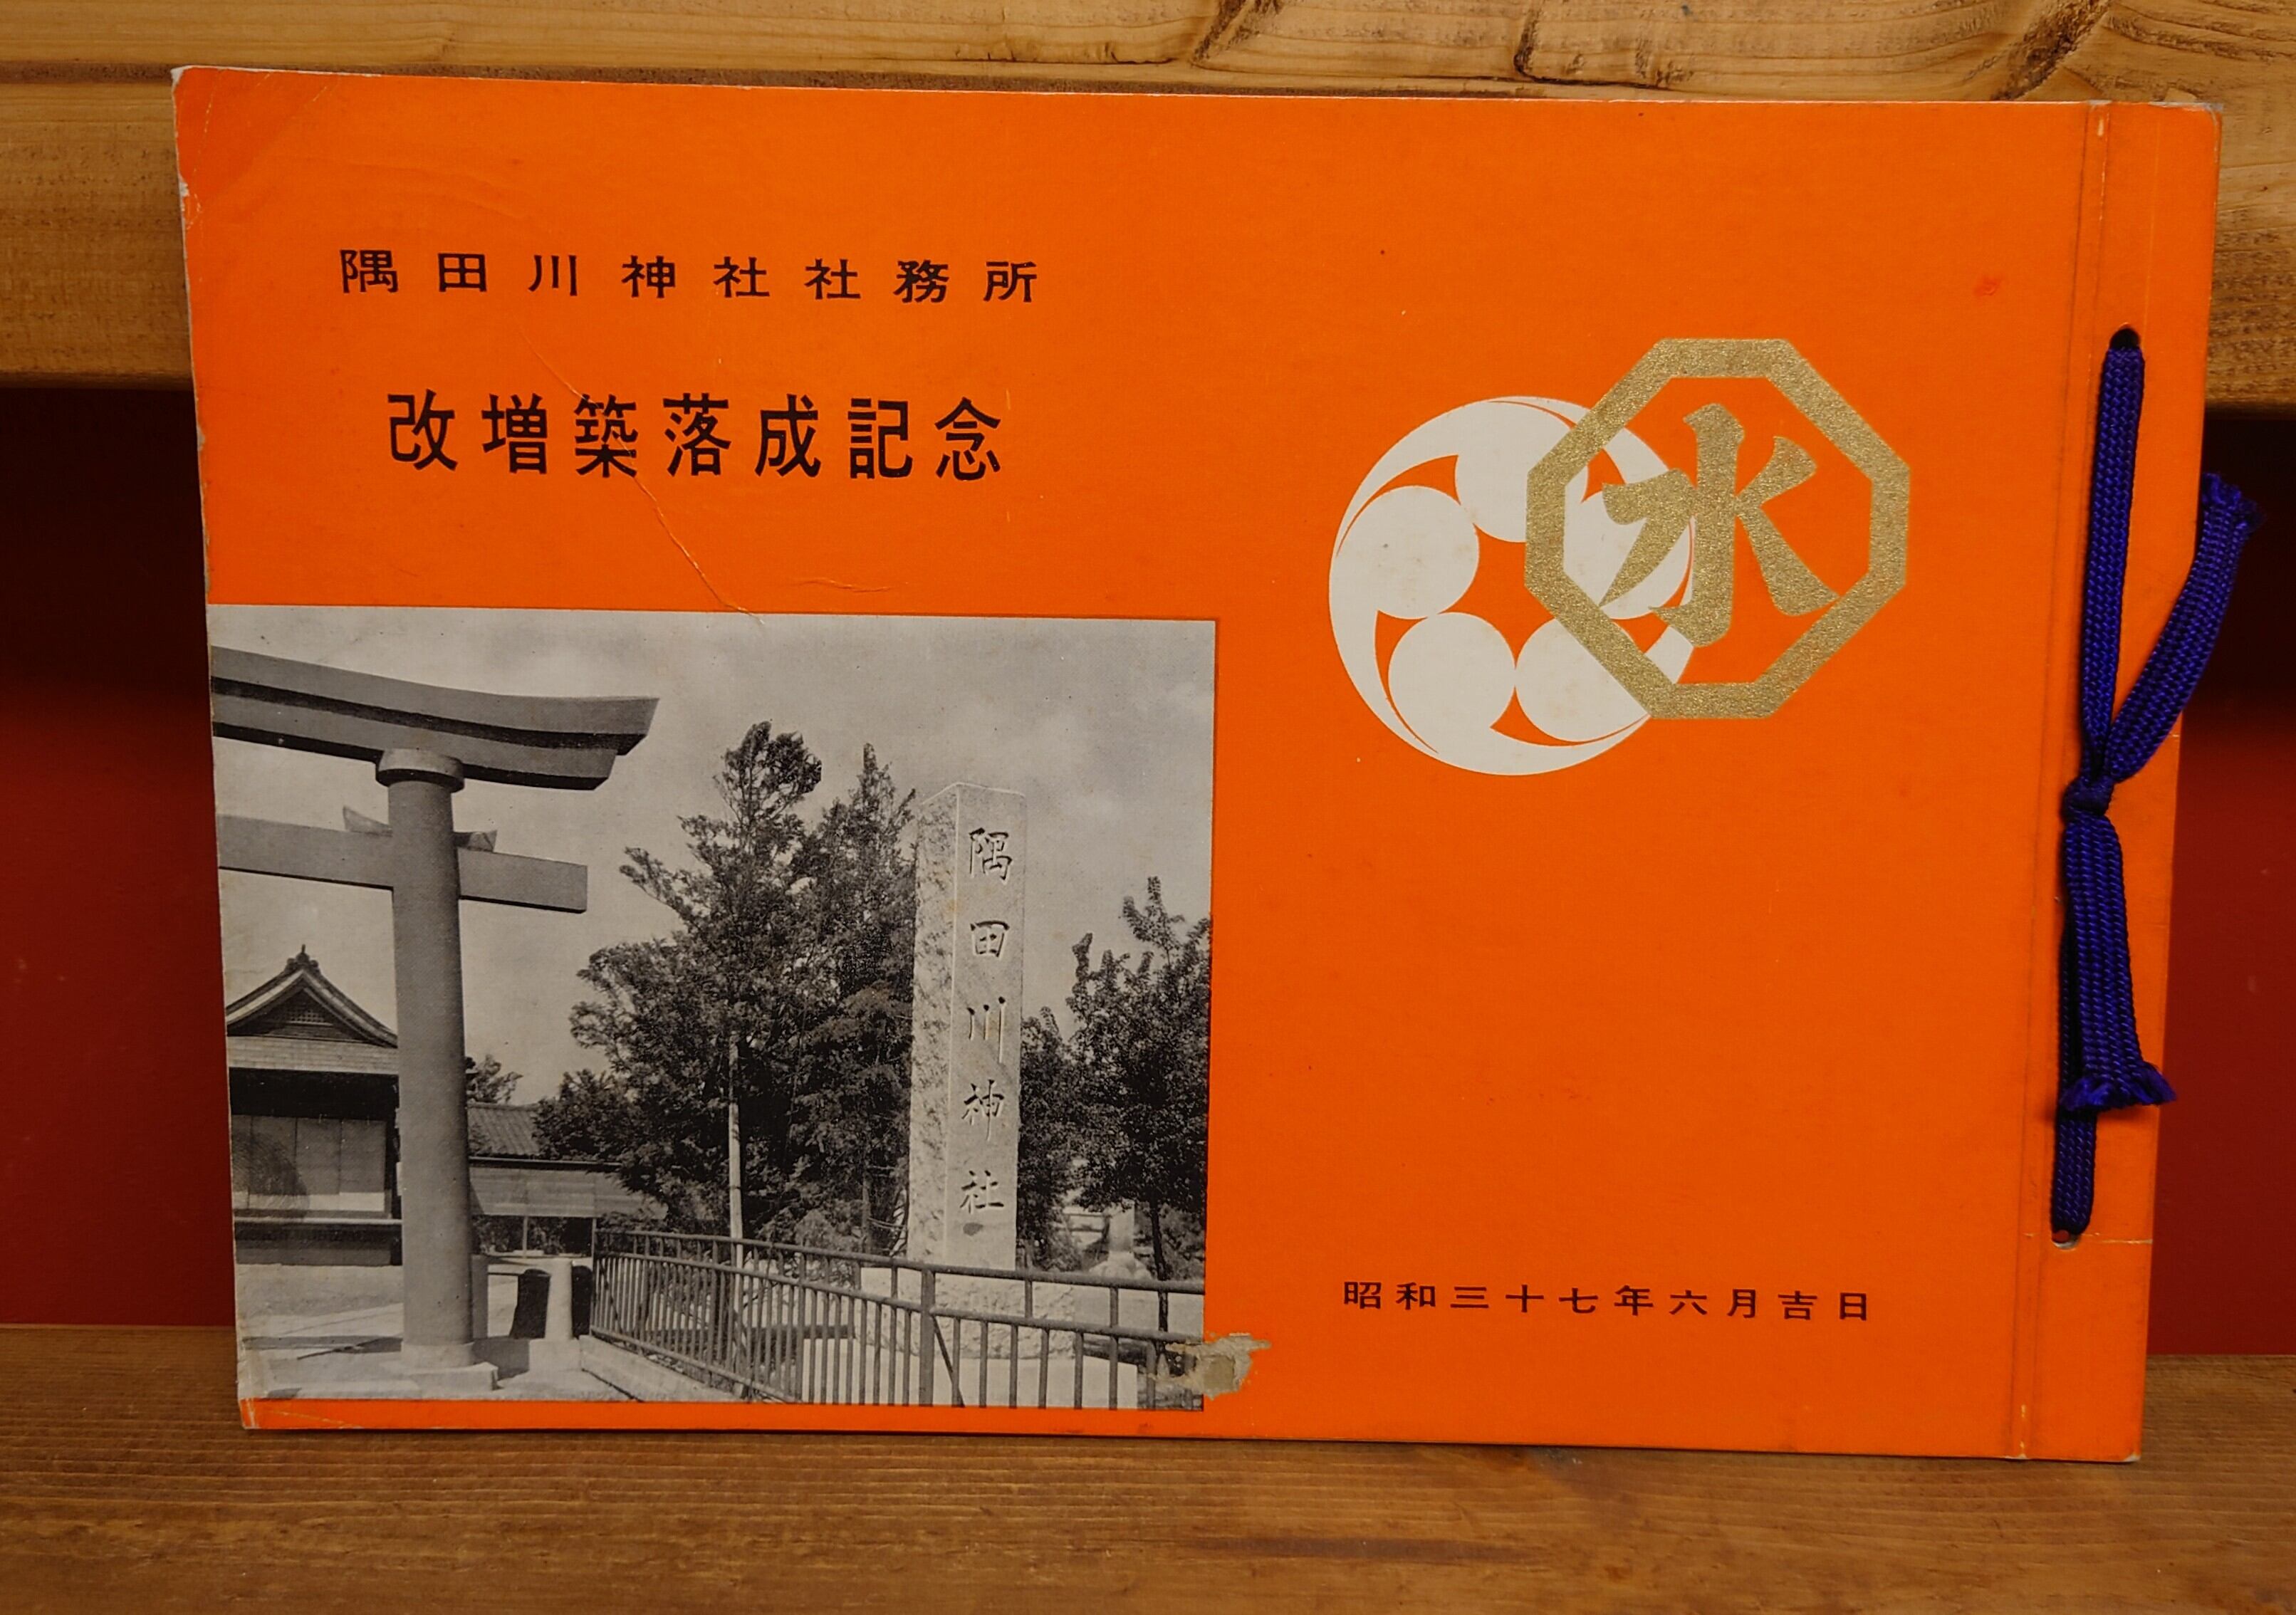 隅田川神社社務所
改増築落成記念
水
隅田川神社
昭和三十七年六月吉日